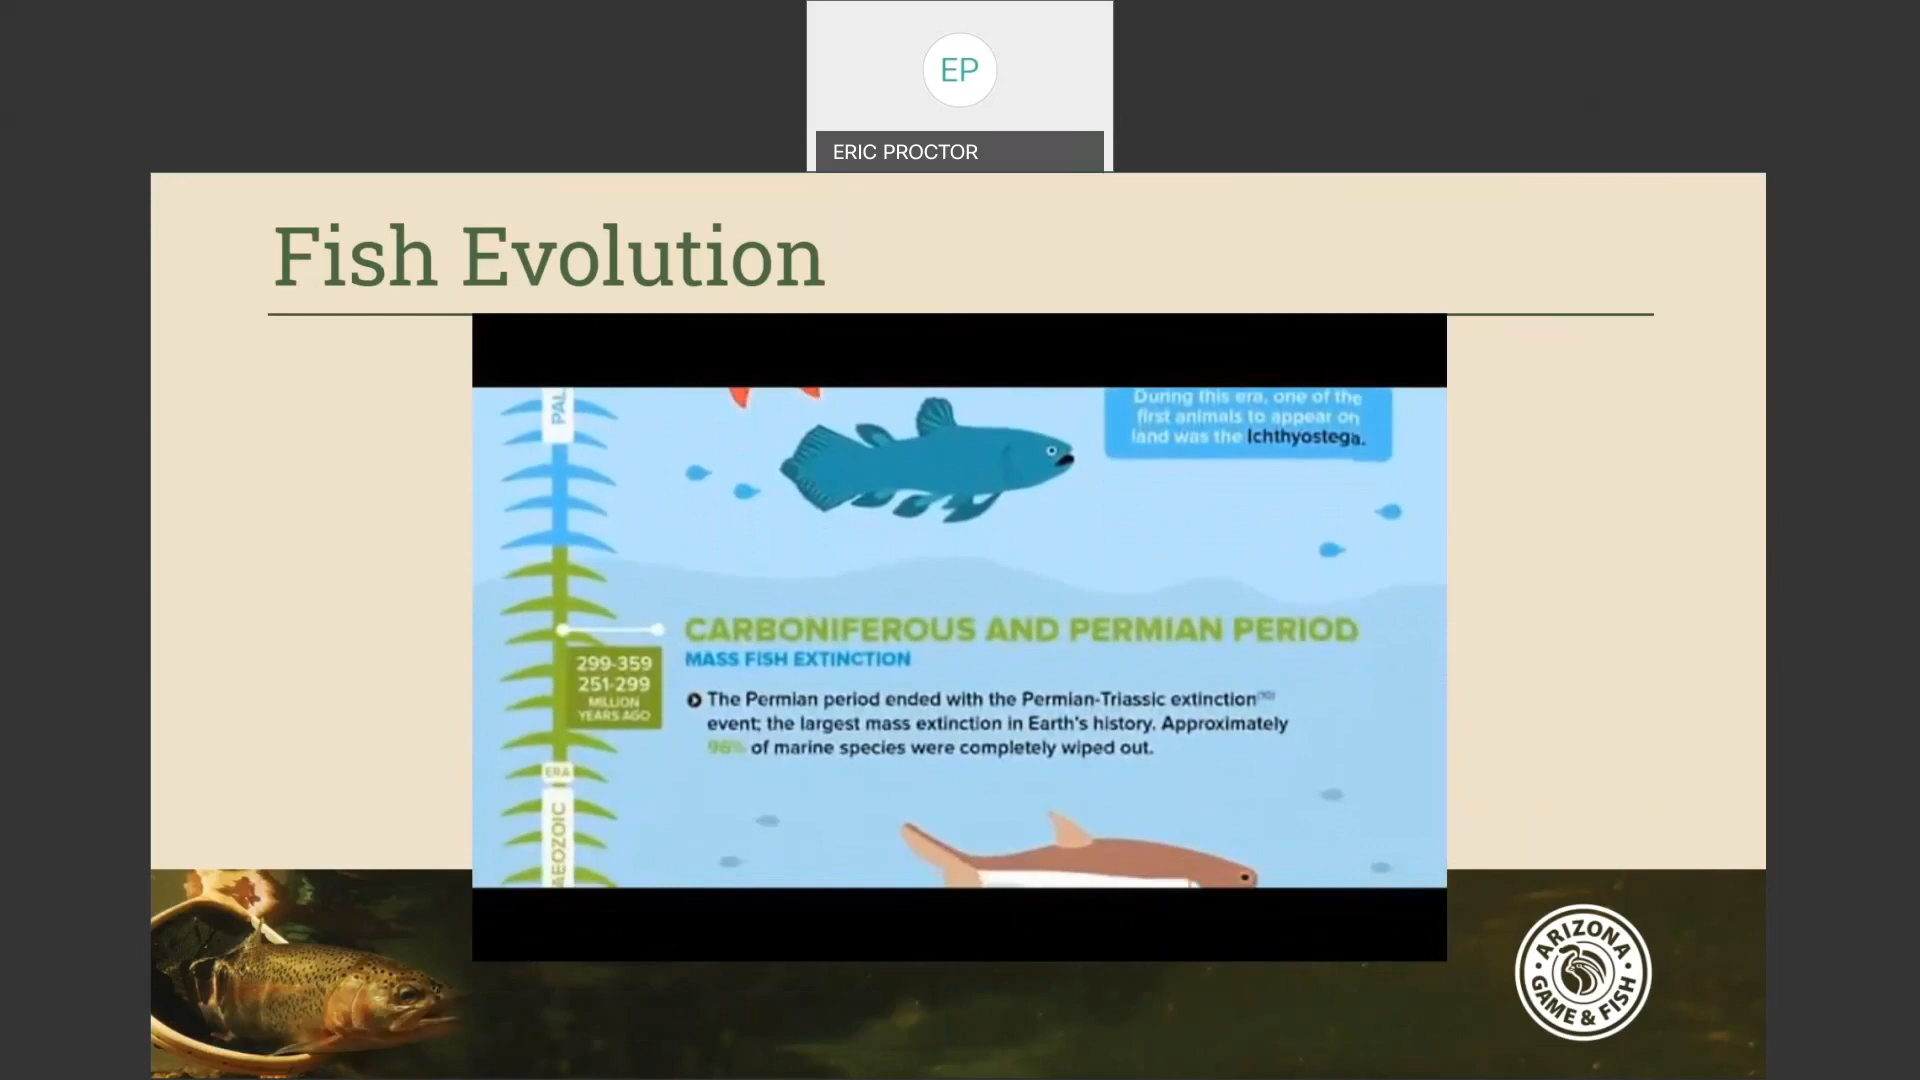 EP
ERIC PROCTOR
Fish Evolution
PAL
During this era, one of the
first animals to appear on
land was the Ichthyostega.
CARBONIFEROUS AND PERMIAN PERIOD
MASS FISH EXTINCTION
299-359
251-299
MILLION
YEARS AGO
The Permian period ended with the Permian-Triassic extinction
event; the largest mass extinction in Earth's history. Approximately
96% of marine species were completely wiped out.
ERA
AEOZOIC
ARIZONA
GAME & FISH